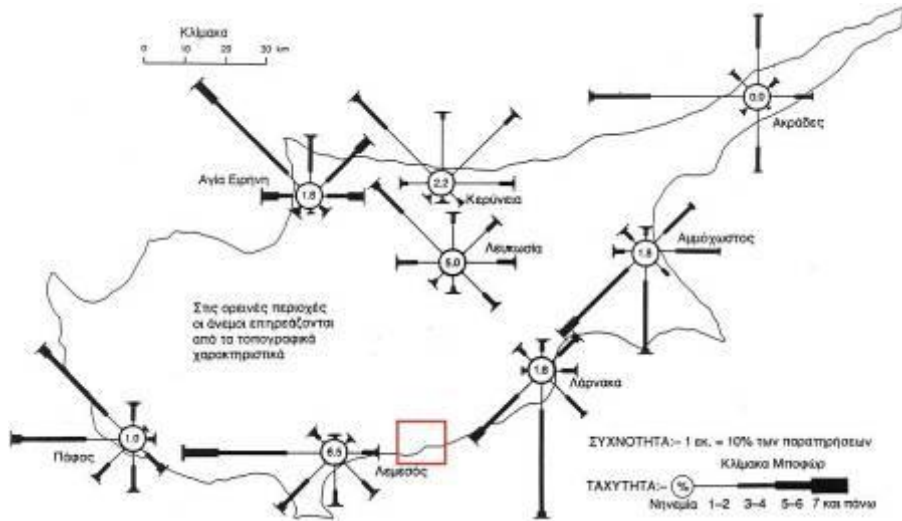 Κλίμακα
0 10 20 30
km
0.0
Ακράδες
Αγία Ειρήνη
1.6
2.2
Κερύνεια
Λευκωσία
5.0
1.8
Αμμόχωστος
Στις ορεινές περιοχές
οι άνεμοι επηρεάζονται
από τα τοπογραφικά
χαρακτηριστικά
1.8
Λάρνακα
1.0
Πάφος
6.5
Λεμεσός
ΣΥΧΝΟΤΗΤΑ:– 1 εκ. = 10% των παρατηρήσεων
Κλίμακα Μποφώρ
ΤΑΧΥΤΗΤΑ:– %
Νηνεμία 1–2 3–4 5–6 7 και πάνω